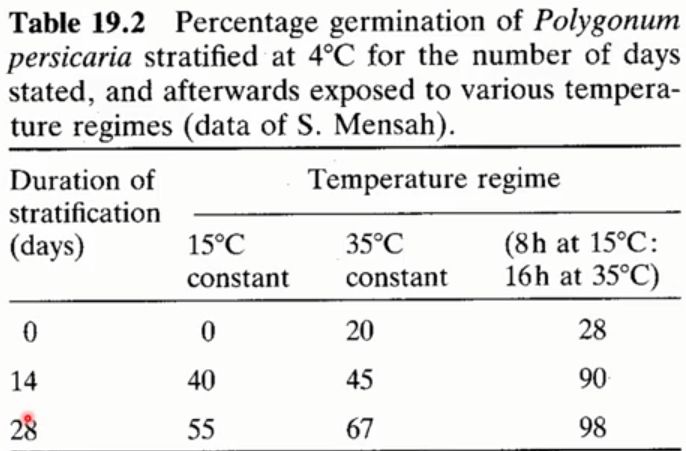 Table 19.2 Percentage germination of Polygonum
persicaria stratified at 4°C for the number of days
stated, and afterwards exposed to various tempera-
ture regimes (data of S. Mensah).
Duration of stratification (days) Temperature regime
15°C constant 35°C constant (8h at 15°C: 16h at 35°C)
0 0 20 28
14 40 45 90
28 55 67 98